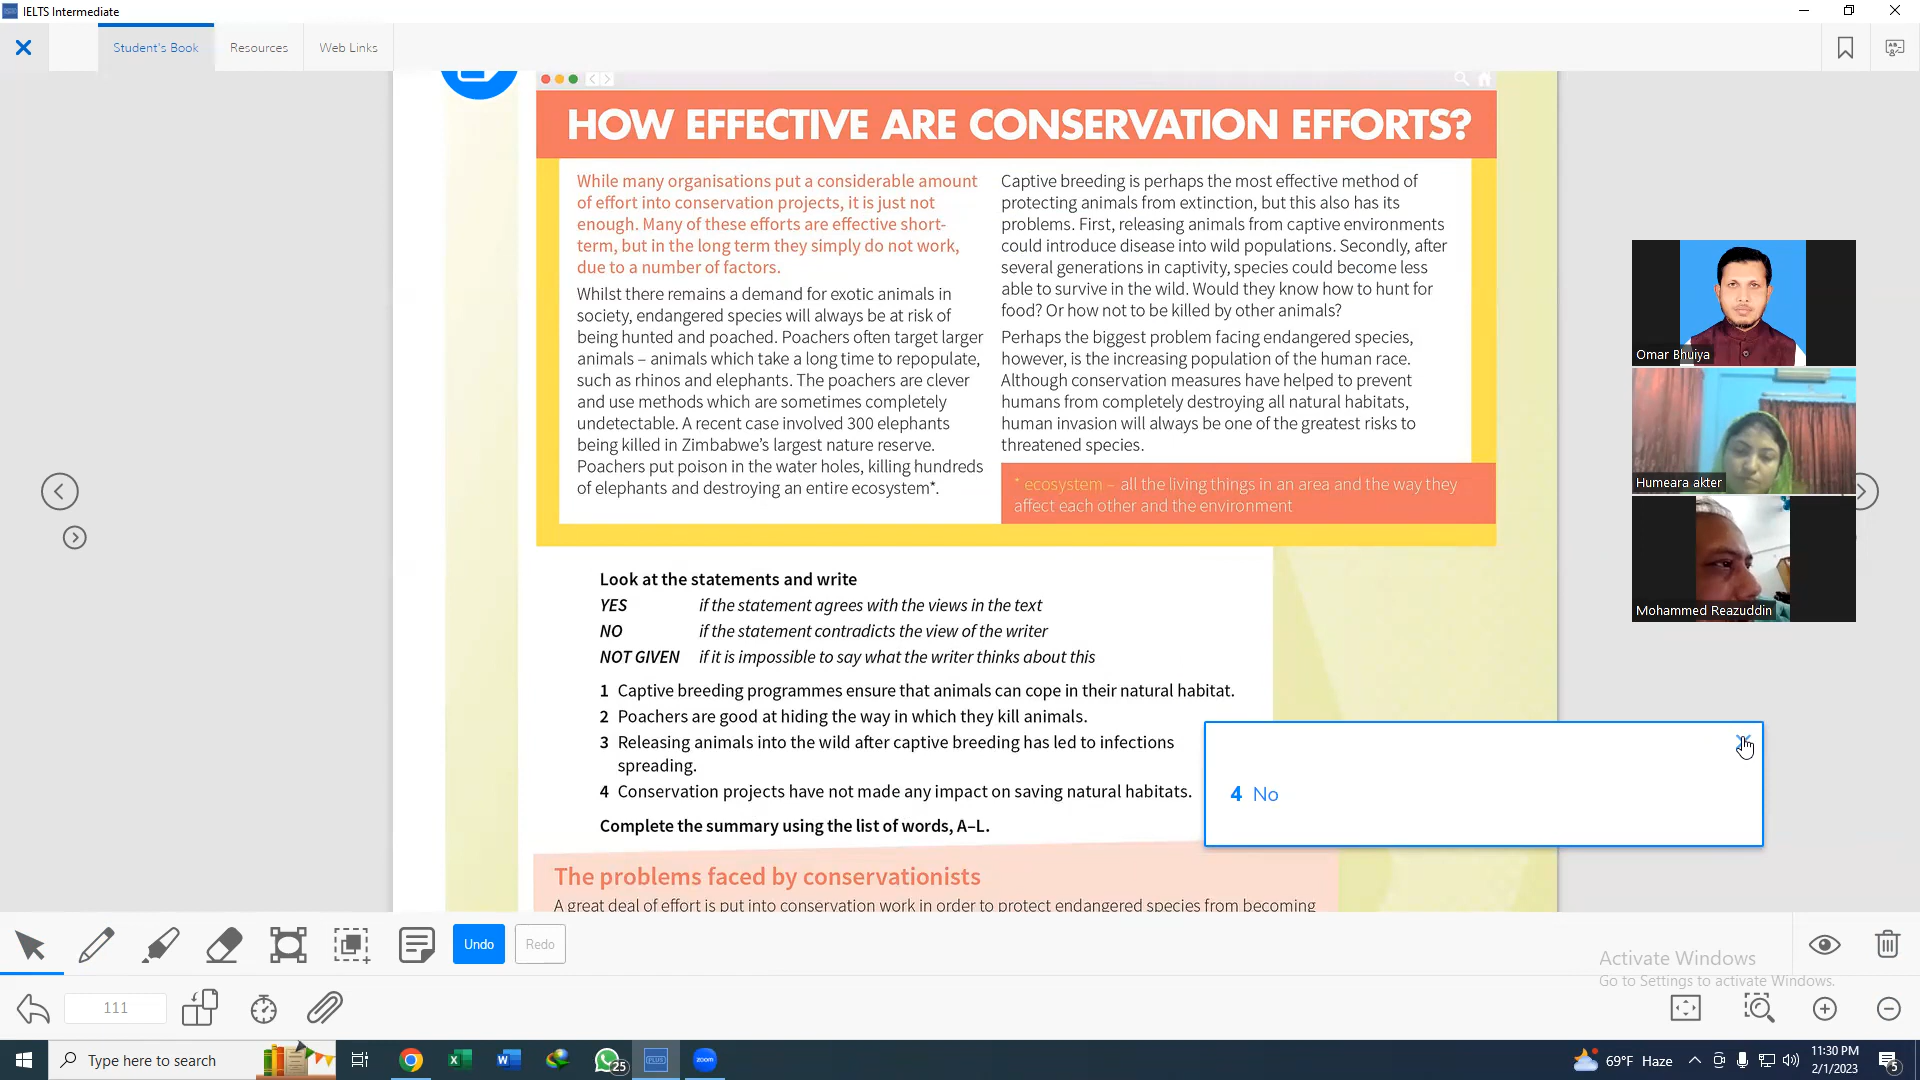 IELTS Intermediate
Student's Book
Resources
Web Links
HOW EFFECTIVE ARE CONSERVATION EFFORTS?
While many organisations put a considerable amount
of effort into conservation projects, it is just not
enough. Many of these efforts are effective short-
term, but in the long term they simply do not work,
due to a number of factors.
Whilst there remains a demand for exotic animals in
society, endangered species will always be at risk of
being hunted and poached. Poachers often target larger
animals – animals which take a long time to repopulate,
such as rhinos and elephants. The poachers are clever
and use methods which are sometimes completely
undetectable. A recent case involved 300 elephants
being killed in Zimbabwe's largest nature reserve.
Poachers put poison in the water holes, killing hundreds
of elephants and destroying an entire ecosystem*.
Captive breeding is perhaps the most effective method of
protecting animals from extinction, but this also has its
problems. First, releasing animals from captive environments
could introduce disease into wild populations. Secondly, after
several generations in captivity, species could become less
able to survive in the wild. Would they know how to hunt for
food? Or how not to be killed by other animals?
Perhaps the biggest problem facing endangered species,
however, is the increasing population of the human race.
Although conservation measures have helped to prevent
humans from completely destroying all natural habitats,
human invasion will always be one of the greatest risks to
threatened species.
* ecosystem – all the living things in an area and the way they
affect each other and the environment
Look at the statements and write
YES if the statement agrees with the views in the text
NO if the statement contradicts the view of the writer
NOT GIVEN if it is impossible to say what the writer thinks about this
1 Captive breeding programmes ensure that animals can cope in their natural habitat.
2 Poachers are good at hiding the way in which they kill animals.
3 Releasing animals into the wild after captive breeding has led to infections
spreading.
4 Conservation projects have not made any impact on saving natural habitats.
4 No
Complete the summary using the list of words, A–L.
The problems faced by conservationists
A great deal of effort is put into conservation work in order to protect endangered species from becoming
Omar Bhuiya
Humeara akter
Mohammed Reazuddin
Undo
Redo
Activate Windows
Go to Settings to activate Windows.
111
Type here to search
25
PLUS
zoom
69°F Haze
11:30 PM
2/1/2023
5